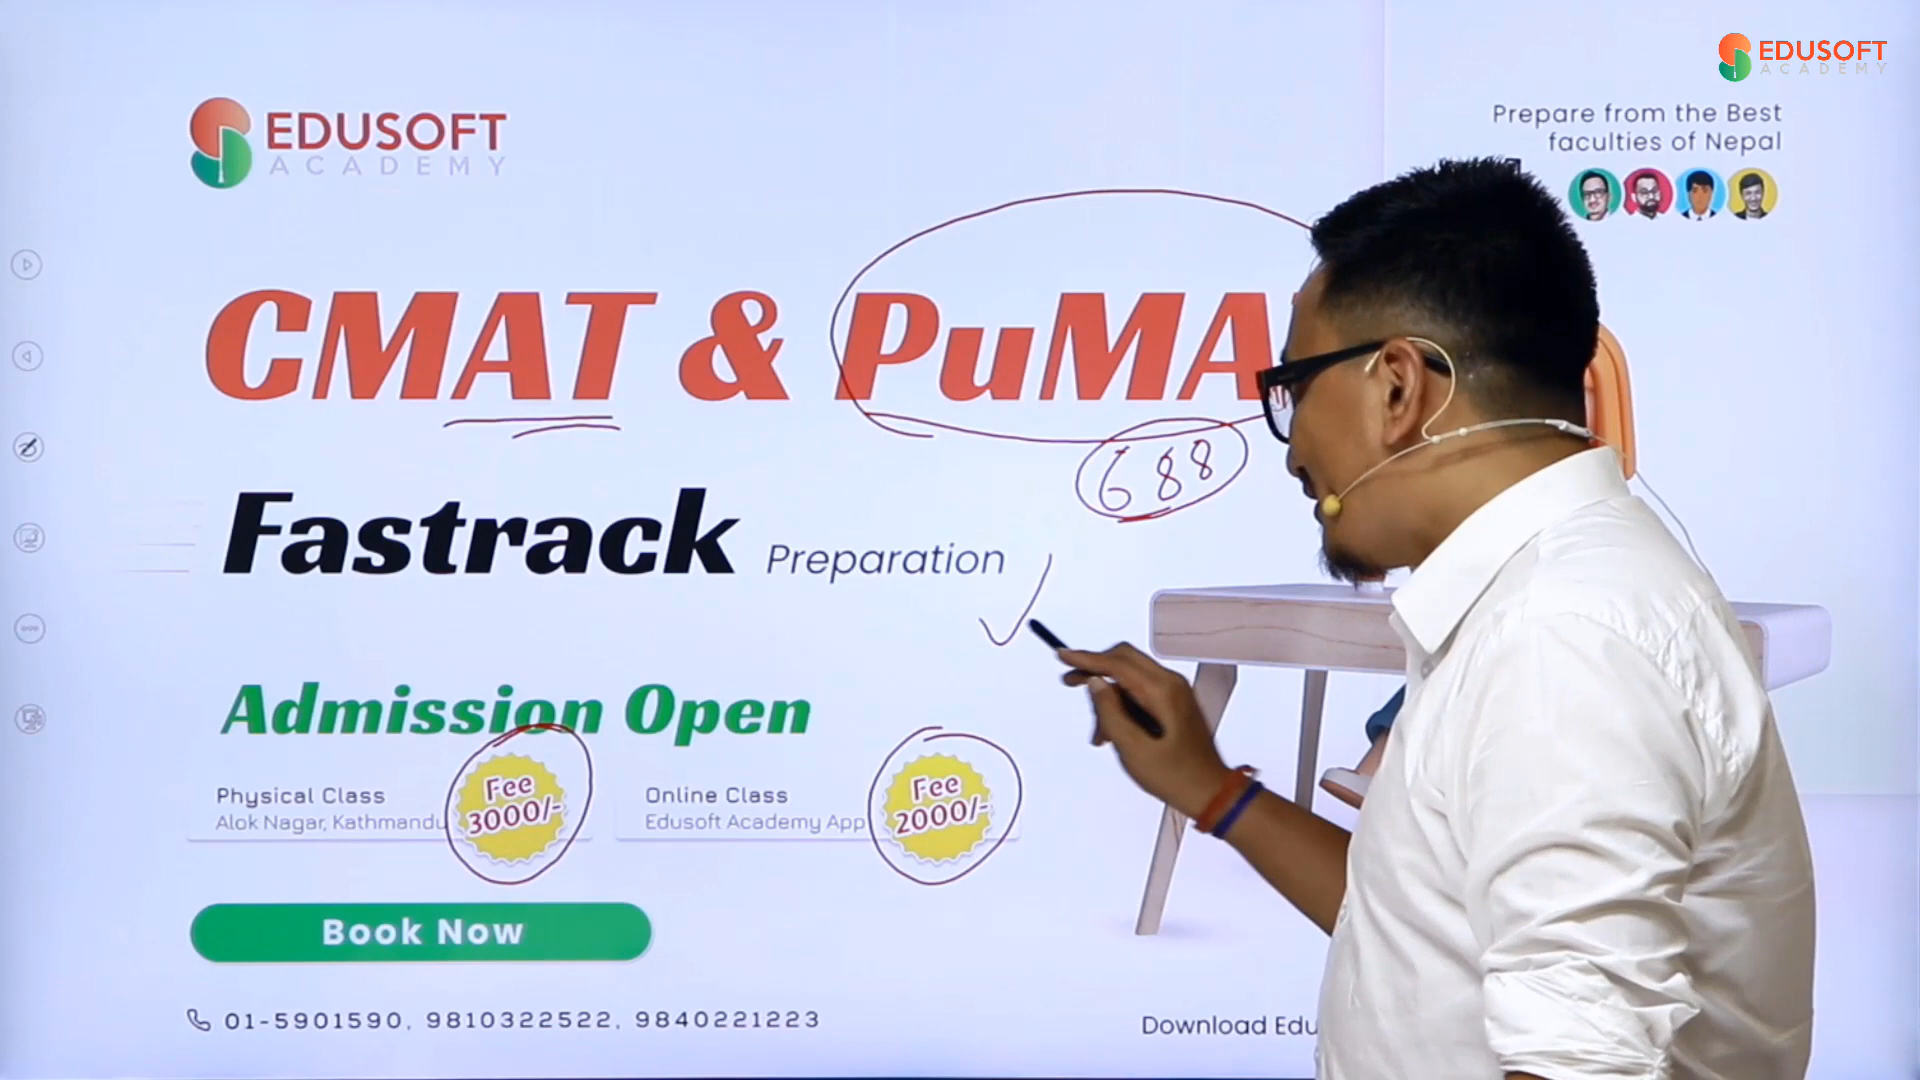 EDUSOFT
ACADEMY
EDUSOFT
ACADEMY
Prepare from the Best
faculties of Nepal
CMAT & PuMA
688
Fastrack Preparation
Admission Open
Physical Class
Alok Nagar, Kathmandu
Fee
3000/-
Online Class
Edusoft Academy App
Fee
2000/-
Book Now
01-5901590, 9810322522, 9840221223
Download Edu